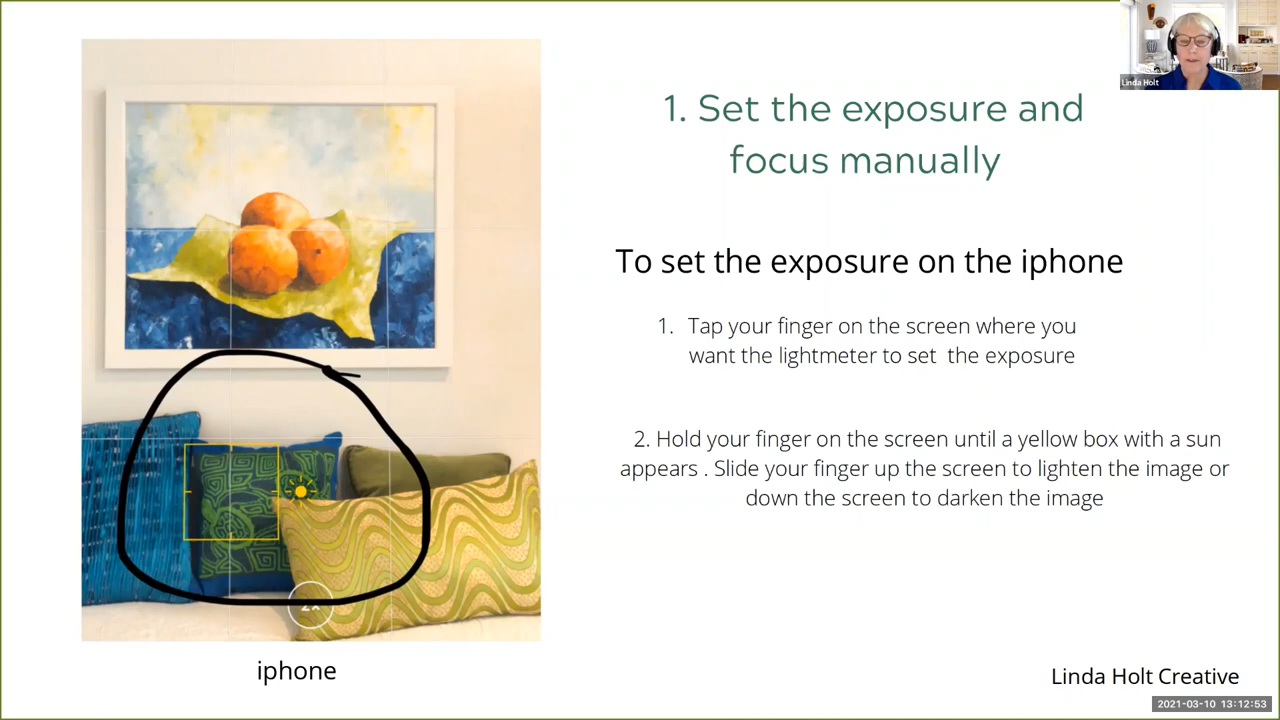 Linda Holt
1. Set the exposure and
focus manually
To set the exposure on the iphone
1. Tap your finger on the screen where you
want the lightmeter to set the exposure
2. Hold your finger on the screen until a yellow box with a sun
appears . Slide your finger up the screen to lighten the image or
down the screen to darken the image
iphone
Linda Holt Creative
2021-03-10 13:12:53